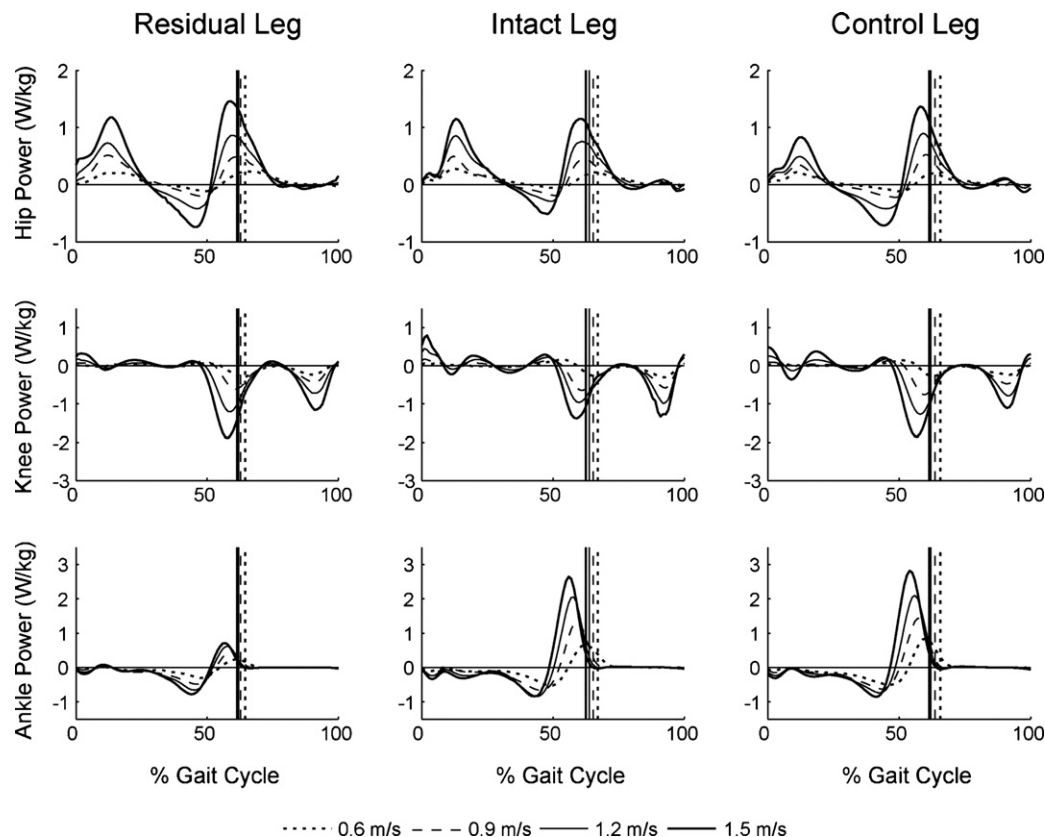 Residual Leg Intact Leg Control Leg
Hip Power (W/kg)
2 2 2
1 1 1
0 0 0
-1 -1 -1
0 50 100 0 50 100 0 50 100
Knee Power (W/kg)
1 1 1
0 0 0
-1 -1 -1
-2 -2 -2
-3 -3 -3
0 50 100 0 50 100 0 50 100
Ankle Power (W/kg)
3 3 3
2 2 2
1 1 1
0 0 0
-1 -1 -1
0 50 100 0 50 100 0 50 100
% Gait Cycle % Gait Cycle % Gait Cycle
0.6 m/s 0.9 m/s 1.2 m/s 1.5 m/s